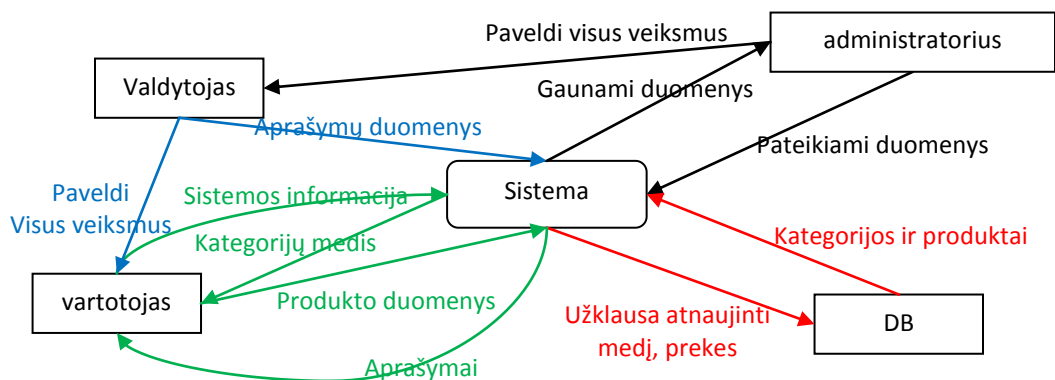 Paveldi visus veiksmus
administratorius
Valdytojas
Gaunami duomenys
Aprašymų duomenys
Pateikiami duomenys
Paveldi
Visus veiksmus
Sistemos informacija
Sistema
Kategorijų medis
Kategorijos ir produktai
vartotojas
Produkto duomenys
Užklausa atnaujinti
medį, prekes
DB
Aprašymai